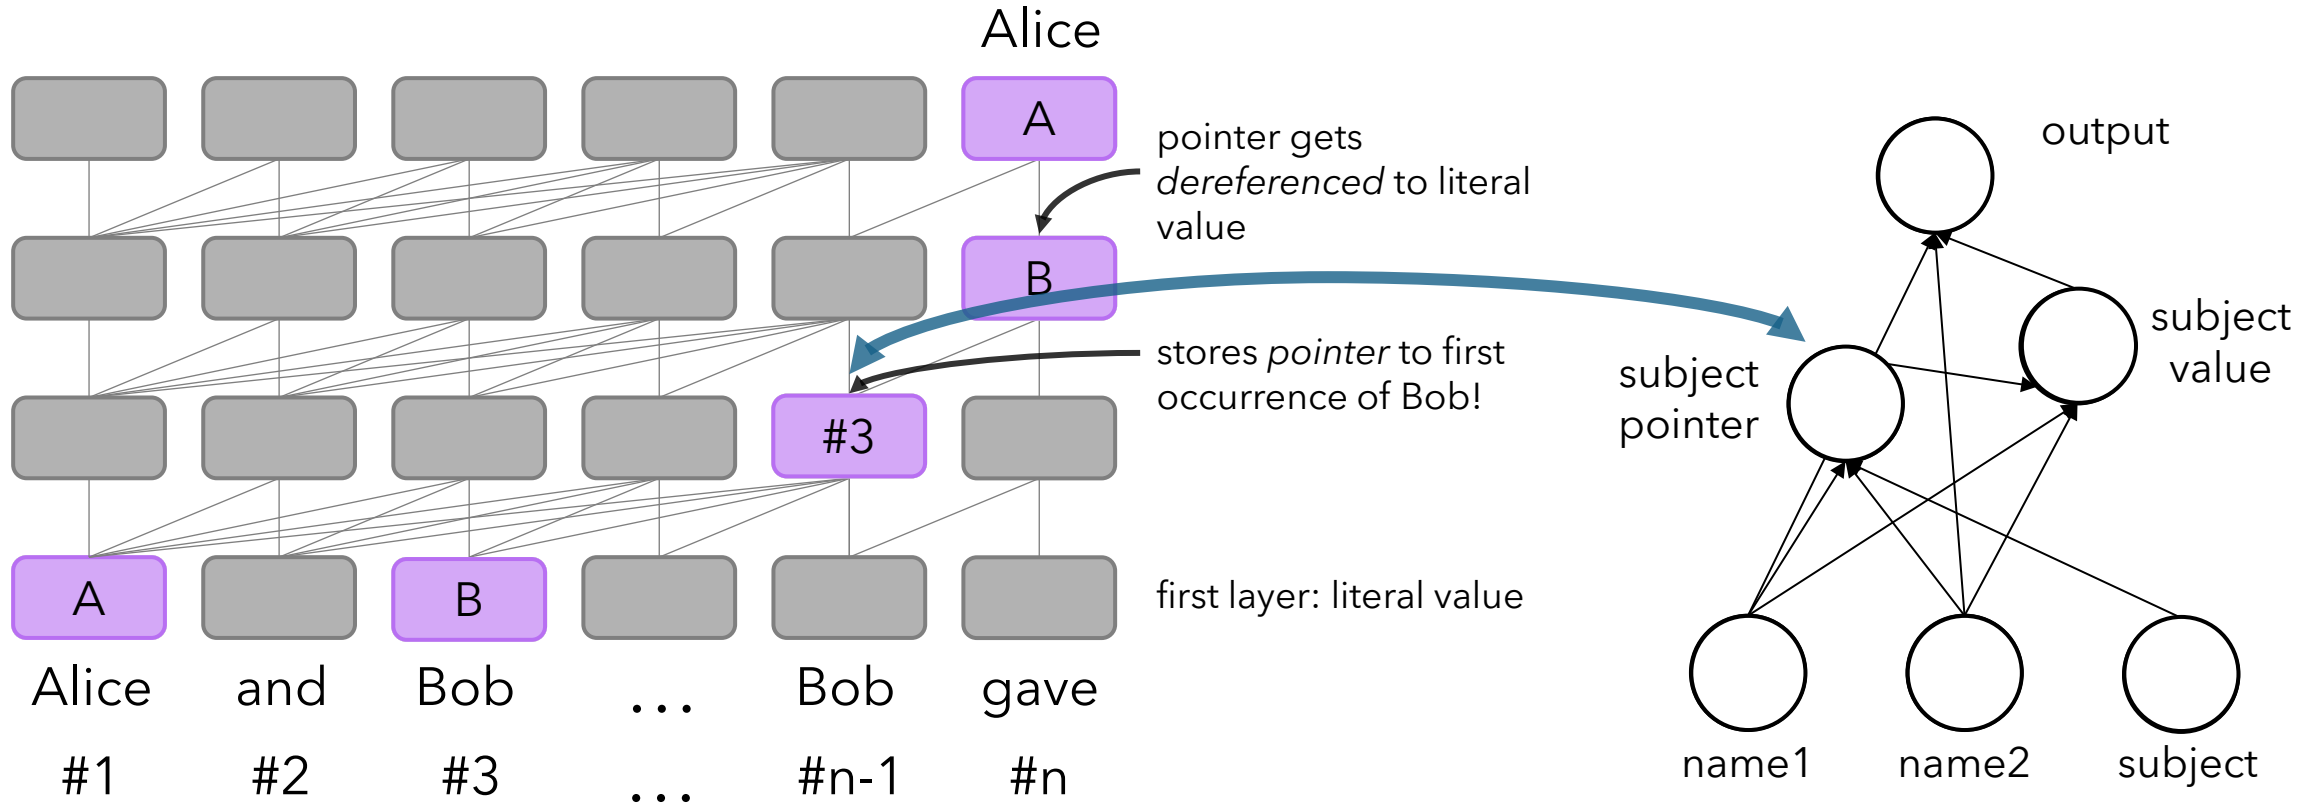 Alice
A
pointer gets
dereferenced to literal
value
B
stores pointer to first
occurrence of Bob!
#3
A
B
first layer: literal value
Alice and Bob ... Bob gave
#1 #2 #3 ... #n-1 #n
output
subject
value
subject
pointer
name1 name2 subject